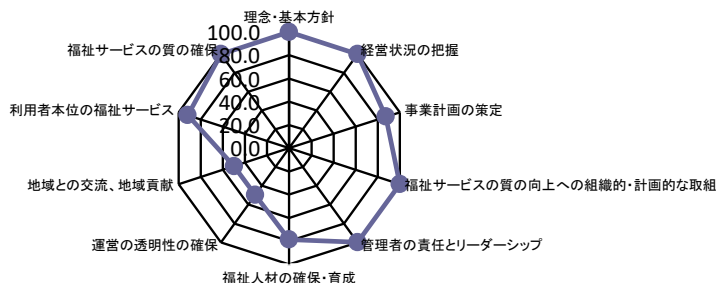 理念・基本方針
経営状況の把握
事業計画の策定
福祉サービスの質の向上への組織的・計画的な取組
管理者の責任とリーダーシップ
福祉人材の確保・育成
運営の透明性の確保
地域との交流、地域貢献
利用者本位の福祉サービス
福祉サービスの質の確保
100.0
80.0
60.0
40.0
20.0
0.0